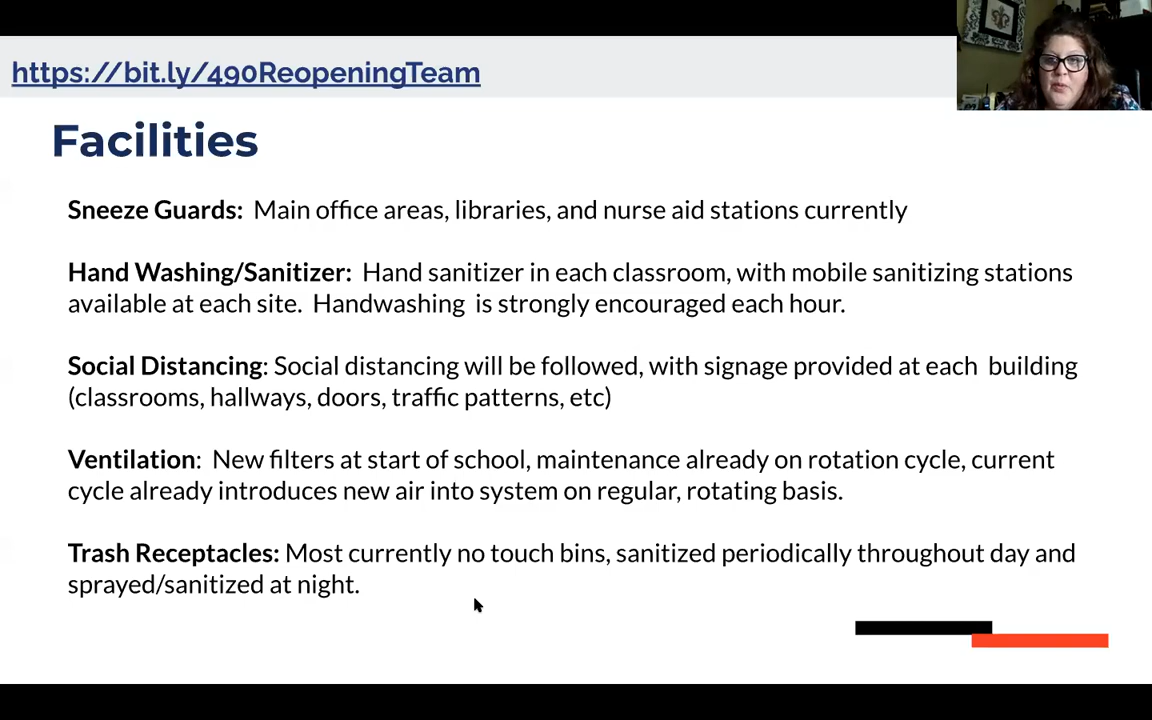 https://bit.ly/490ReopeningTeam
Facilities
Sneeze Guards: Main office areas, libraries, and nurse aid stations currently
Hand Washing/Sanitizer: Hand sanitizer in each classroom, with mobile sanitizing stations
available at each site. Handwashing is strongly encouraged each hour.
Social Distancing: Social distancing will be followed, with signage provided at each building
(classrooms, hallways, doors, traffic patterns, etc)
Ventilation: New filters at start of school, maintenance already on rotation cycle, current
cycle already introduces new air into system on regular, rotating basis.
Trash Receptacles: Most currently no touch bins, sanitized periodically throughout day and
sprayed/sanitized at night.